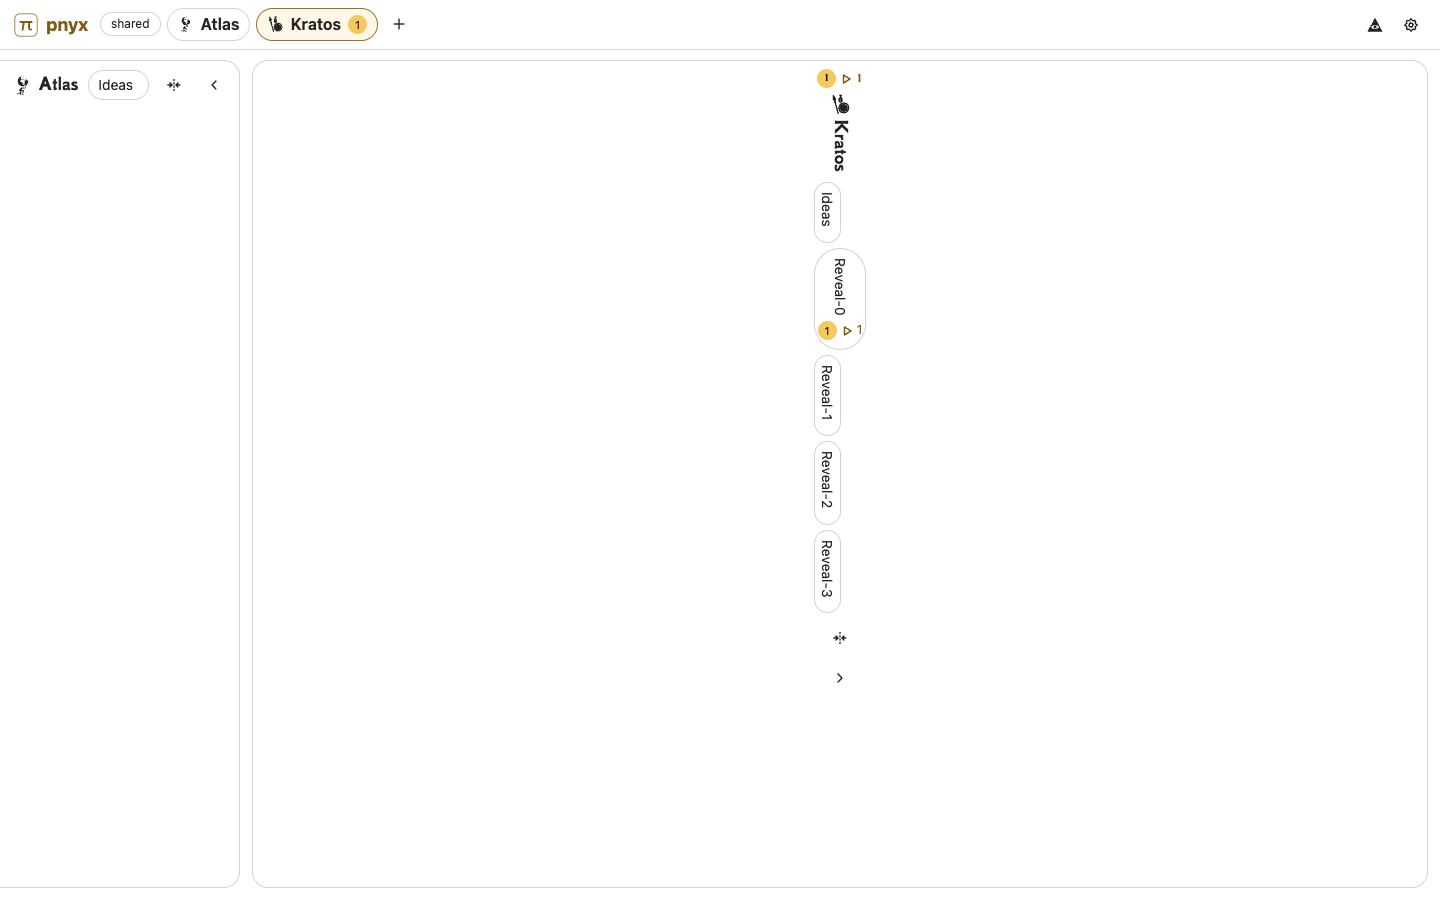 π pnyx shared Atlas Kratos 1 +
Atlas Ideas
1 1
Kratos
Ideas
Reveal-0
1 1
Reveal-1
Reveal-2
Reveal-3